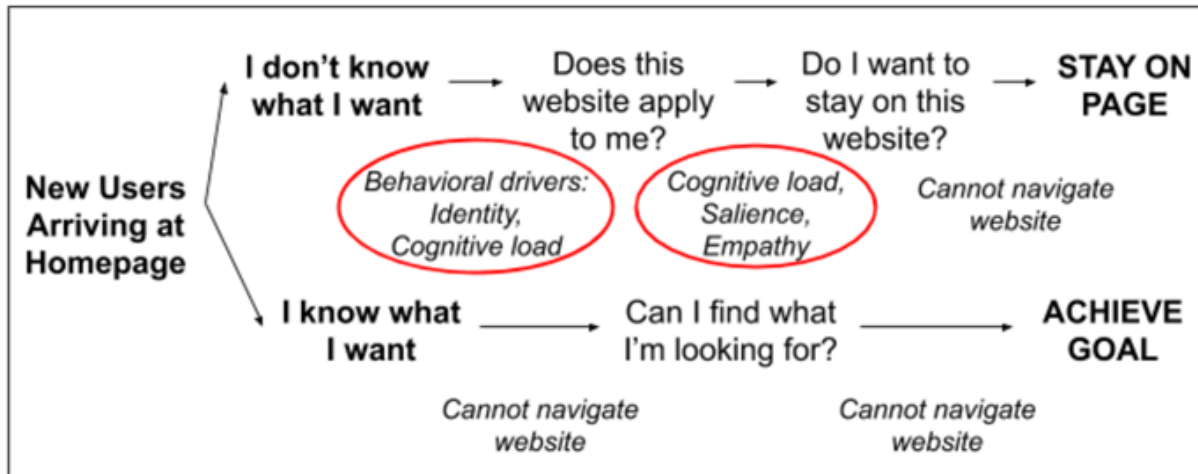 New Users
Arriving at
Homepage
I don't know
what I want
Does this
website apply
to me?
Do I want to
stay on this
website?
STAY ON
PAGE
Behavioral drivers:
Identity,
Cognitive load
Cognitive load,
Salience,
Empathy
Cannot navigate
website
I know what
I want
Can I find what
I'm looking for?
ACHIEVE
GOAL
Cannot navigate
website
Cannot navigate
website